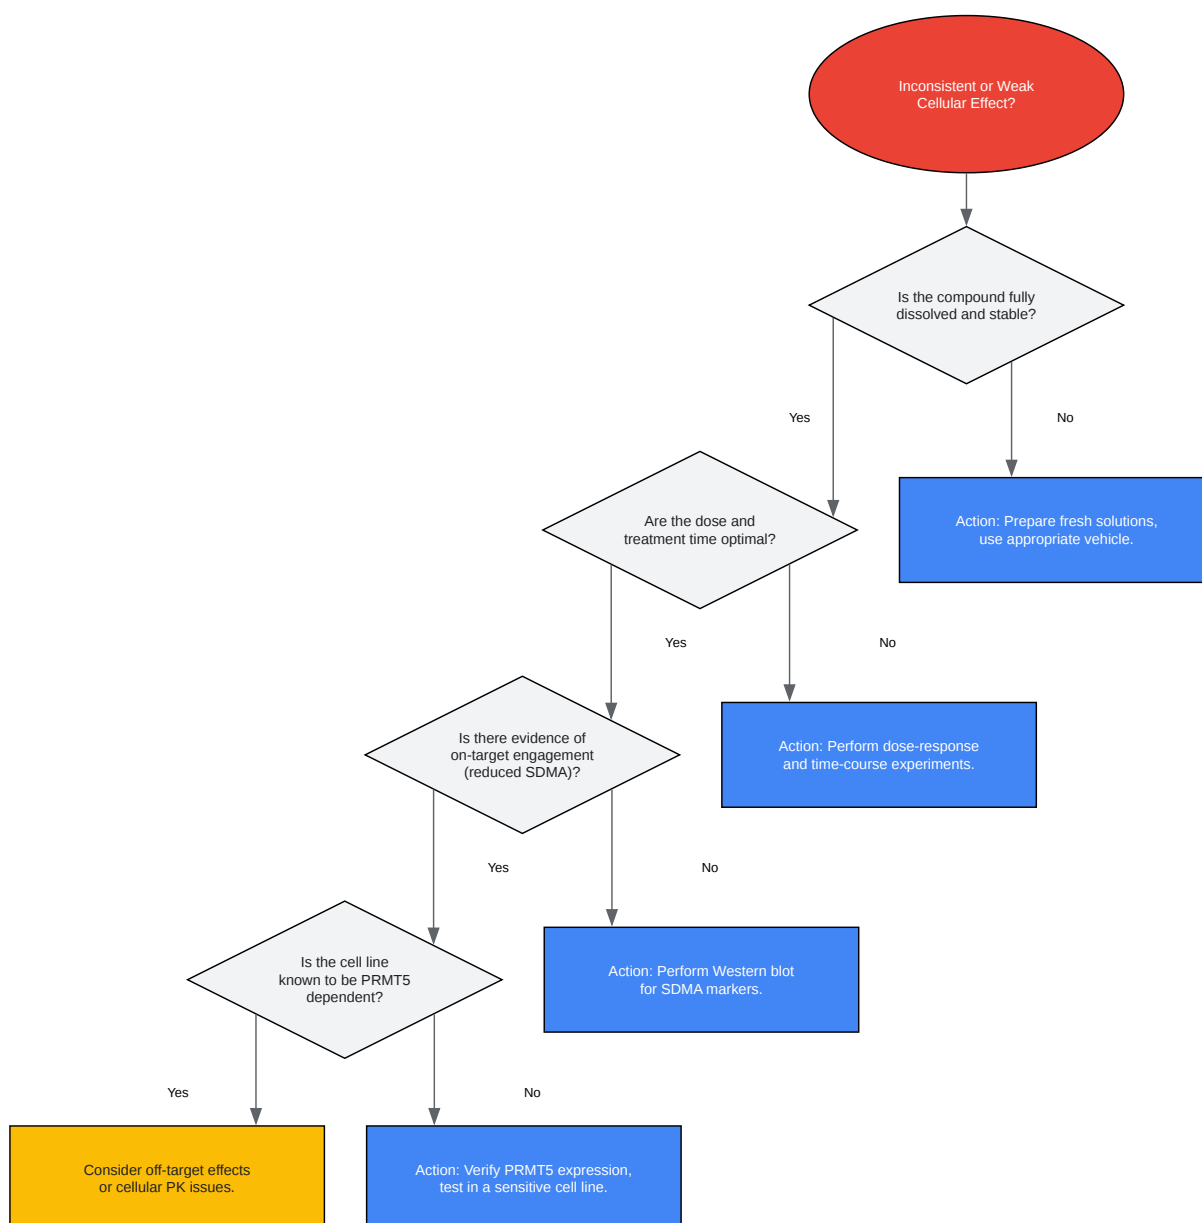 Inconsistent or Weak
Cellular Effect?
Is the compound fully
dissolved and stable?
Yes
No
Are the dose and
treatment time optimal?
Action: Prepare fresh solutions,
use appropriate vehicle.
Yes
No
Is there evidence of
on-target engagement
(reduced SDMA)?
Action: Perform dose-response
and time-course experiments.
Yes
No
Is the cell line
known to be PRMT5
dependent?
Action: Perform Western blot
for SDMA markers.
Yes
No
Consider off-target effects
or cellular PK issues.
Action: Verify PRMT5 expression,
test in a sensitive cell line.